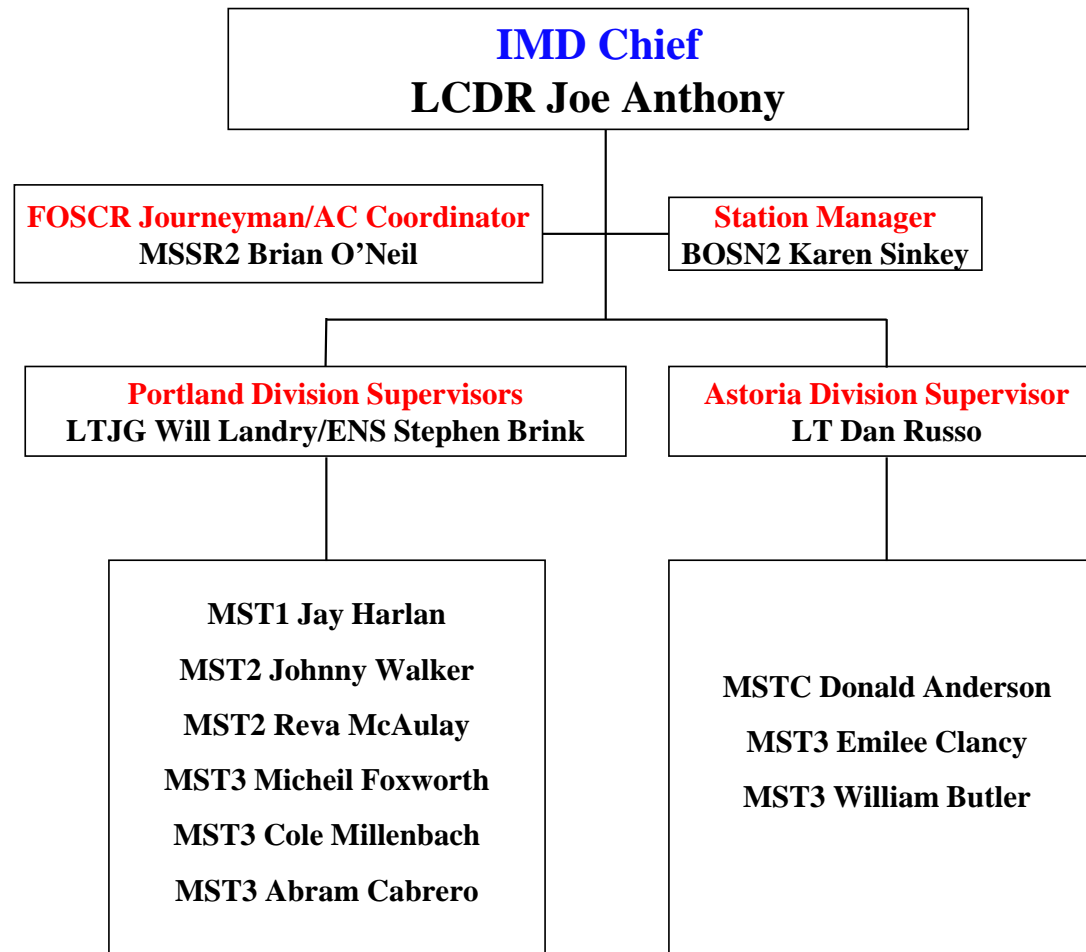 IMD Chief
LCDR Joe Anthony
FOSCR Journeyman/AC Coordinator
MSSR2 Brian O’Neil
Station Manager
BOSN2 Karen Sinkey
Portland Division Supervisors
LTJG Will Landry/ENS Stephen Brink
Astoria Division Supervisor
LT Dan Russo
MST1 Jay Harlan
MST2 Johnny Walker
MST2 Reva McAulay
MST3 Micheil Foxworth
MST3 Cole Millenbach
MST3 Abram Cabrero
MSTC Donald Anderson
MST3 Emilee Clancy
MST3 William Butler